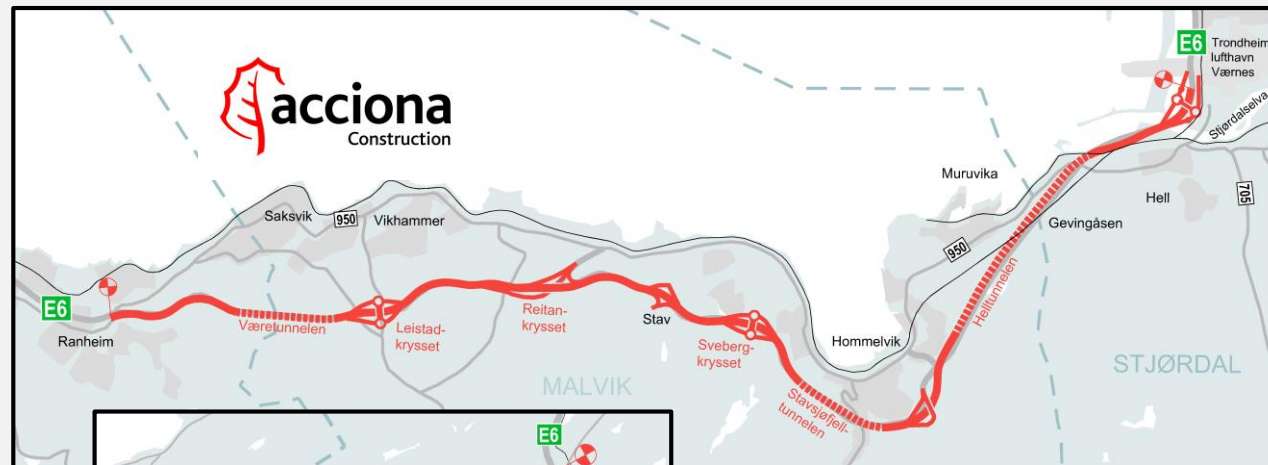 acciona
Construction
E6
Trondheim
lufthavn
Værnes
Stjørdalselva
Muruvika
Hell
705
Gevingåsen
950
Helltunnelen
Saksvik
950
Vikhammer
E6
Ranheim
Væretunnelen
Leistad-
krysset
Reitan-
krysset
Stav
Sveberg-
krysset
Hommelvik
Stavsjøfjell-
tunnelen
MALVIK
STJØRDAL
E6